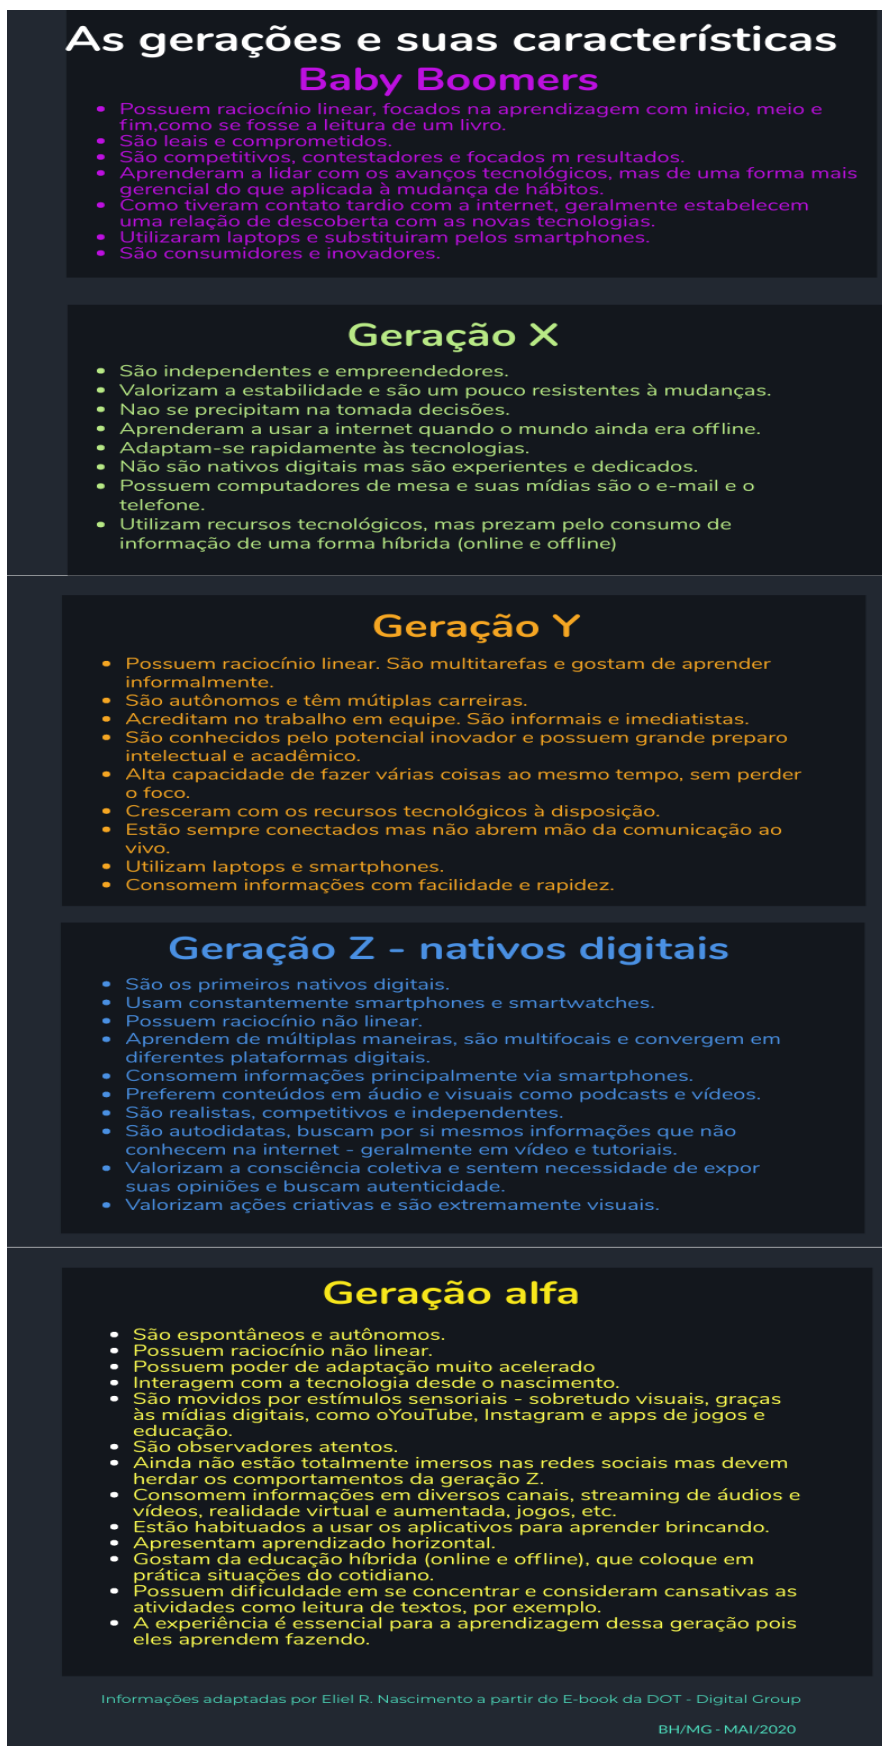 As gerações e suas características
Baby Boomers
• Possuem raciocínio linear, focados na aprendizagem com inicio, meio e
fim,como se fosse a leitura de um livro.
• São leais e comprometidos.
• São competitivos, contestadores e focados m resultados.
• Aprenderam a lidar com os avanços tecnológicos, mas de uma forma mais
gerencial do que aplicada à mudança de hábitos.
• Como tiveram contato tardio com a internet, geralmente estabelecem
uma relação de descoberta com as novas tecnologias.
• Utilizaram laptops e substituiram pelos smartphones.
• São consumidores e inovadores.
Geração X
• São independentes e empreendedores.
• Valorizam a estabilidade e são um pouco resistentes à mudanças.
• Nao se precipitam na tomada decisões.
• Aprenderam a usar a internet quando o mundo ainda era offline.
• Adaptam-se rapidamente às tecnologias.
• Não são nativos digitais mas são experientes e dedicados.
• Possuem computadores de mesa e suas mídias são o e-mail e o
telefone.
• Utilizam recursos tecnológicos, mas prezam pelo consumo de
informação de uma forma híbrida (online e offline)
Geração Y
• Possuem raciocínio linear. São multitarefas e gostam de aprender
informalmente.
• São autônomos e têm mútiplas carreiras.
• Acreditam no trabalho em equipe. São informais e imediatistas.
• São conhecidos pelo potencial inovador e possuem grande preparo
intelectual e acadêmico.
• Alta capacidade de fazer várias coisas ao mesmo tempo, sem perder
o foco.
• Cresceram com os recursos tecnológicos à disposição.
• Estão sempre conectados mas não abrem mão da comunicação ao
vivo.
• Utilizam laptops e smartphones.
• Consomem informações com facilidade e rapidez.
Geração Z - nativos digitais
• São os primeiros nativos digitais.
• Usam constantemente smartphones e smartwatches.
• Possuem raciocínio não linear.
• Aprendem de múltiplas maneiras, são multifocais e convergem em
diferentes plataformas digitais.
• Consomem informações principalmente via smartphones.
• Preferem conteúdos em áudio e visuais como podcasts e vídeos.
• São realistas, competitivos e independentes.
• São autodidatas, buscam por si mesmos informações que não
conhecem na internet - geralmente em vídeo e tutoriais.
• Valorizam a consciência coletiva e sentem necessidade de expor
suas opiniões e buscam autenticidade.
• Valorizam ações criativas e são extremamente visuais.
Geração alfa
• São espontâneos e autônomos.
• Possuem raciocínio não linear.
• Possuem poder de adaptação muito acelerado
• Interagem com a tecnologia desde o nascimento.
• São movidos por estímulos sensoriais - sobretudo visuais, graças
às mídias digitais, como oYouTube, Instagram e apps de jogos e
educação.
• São observadores atentos.
• Ainda não estão totalmente imersos nas redes sociais mas devem
herdar os comportamentos da geração Z.
• Consomem informações em diversos canais, streaming de áudios e
vídeos, realidade virtual e aumentada, jogos, etc.
• Estão habituados a usar os aplicativos para aprender brincando.
• Apresentam aprendizado horizontal.
• Gostam da educação híbrida (online e offline), que coloque em
prática situações do cotidiano.
• Possuem dificuldade em se concentrar e consideram cansativas as
atividades como leitura de textos, por exemplo.
• A experiência é essencial para a aprendizagem dessa geração pois
eles aprendem fazendo.
Informações adaptadas por Eliel R. Nascimento a partir do E-book da DOT - Digital Group
BH/MG - MAI/2020